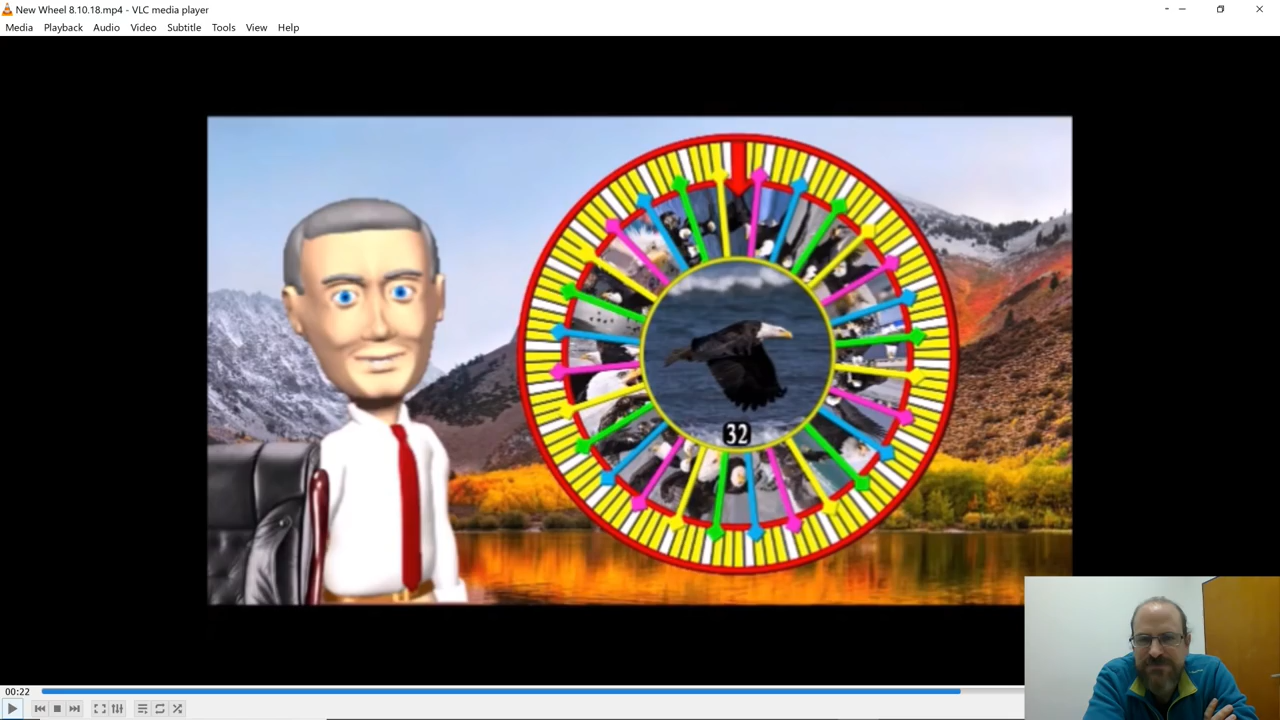 New Wheel 8.10.18.mp4 - VLC media player
Media Playback Audio Video Subtitle Tools View Help
32
00:22